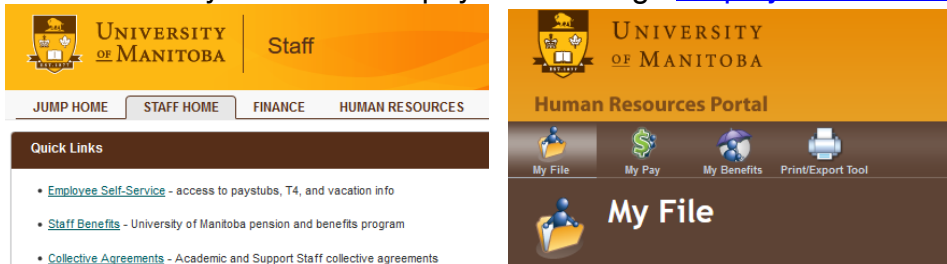 UNIVERSITY
OF MANITOBA
Staff
JUMP HOME STAFF HOME FINANCE HUMAN RESOURCES
Quick Links
• Employee Self-Service - access to paystubs, T4, and vacation info
• Staff Benefits - University of Manitoba pension and benefits program
• Collective Agreements - Academic and Support Staff collective agreements
UNIVERSITY
OF MANITOBA
Human Resources Portal
My File My Pay My Benefits Print/Export Tool
My File